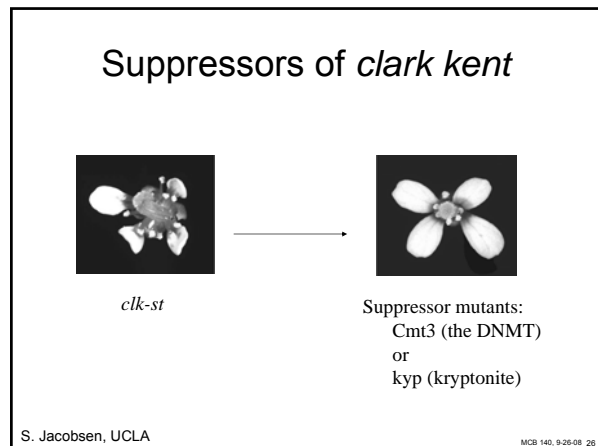 Suppressors of clark kent
clk-st
Suppressor mutants:
Cmt3 (the DNMT)
or
kyp (kryptonite)
S. Jacobsen, UCLA
MCB 140, 9-26-08 26